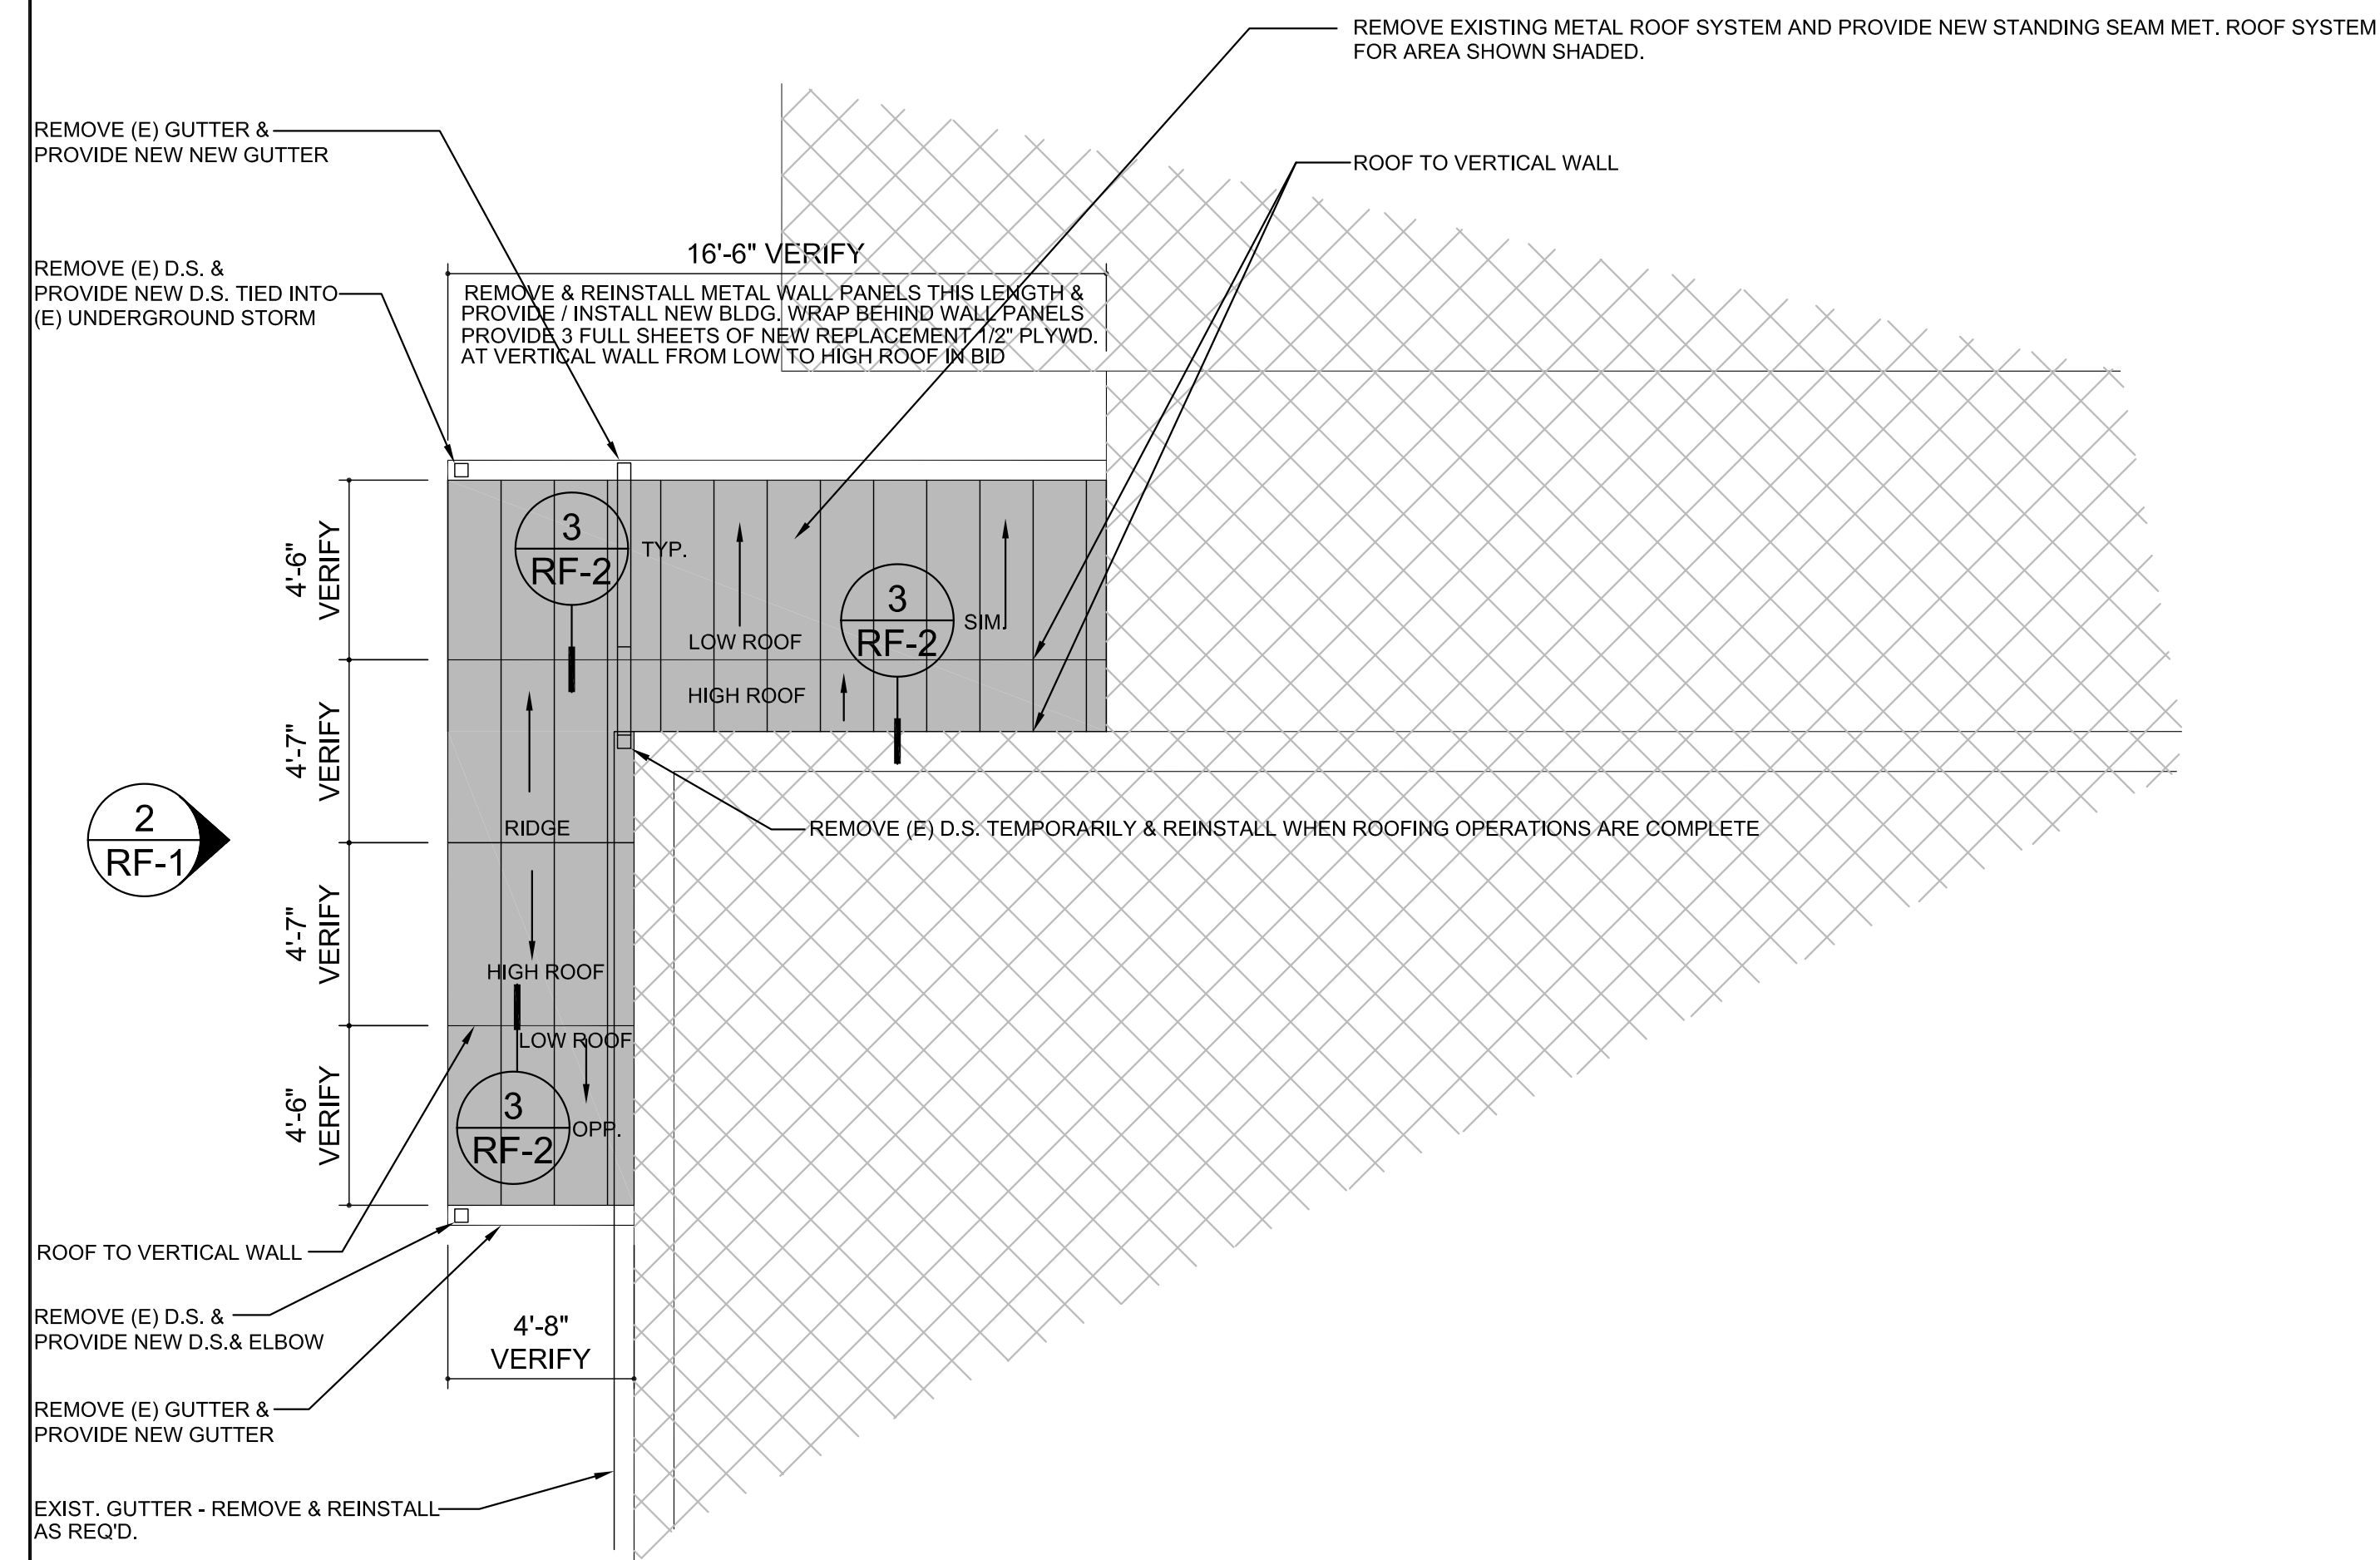 REMOVE EXISTING METAL ROOF SYSTEM AND PROVIDE NEW STANDING SEAM MET. ROOF SYSTEM
FOR AREA SHOWN SHADED.
REMOVE (E) GUTTER &
PROVIDE NEW NEW GUTTER
ROOF TO VERTICAL WALL
16'-6" VERIFY
REMOVE (E) D.S. &
PROVIDE NEW D.S. TIED INTO
(E) UNDERGROUND STORM
REMOVE & REINSTALL METAL WALL PANELS THIS LENGTH &
PROVIDE / INSTALL NEW BLDG. WRAP BEHIND WALL PANELS
PROVIDE 3 FULL SHEETS OF NEW REPLACEMENT 1/2" PLYWD.
AT VERTICAL WALL FROM LOW TO HIGH ROOF IN BID
4'-6"
VERIFY
3
RF-2
TYP.
LOW ROOF
3
RF-2
SIM.
HIGH ROOF
4'-7"
VERIFY
2
RF-1
RIDGE
REMOVE (E) D.S. TEMPORARILY & REINSTALL WHEN ROOFING OPERATIONS ARE COMPLETE
4'-7"
VERIFY
HIGH ROOF
LOW ROOF
4'-6"
VERIFY
3
RF-2
OPP.
ROOF TO VERTICAL WALL
REMOVE (E) D.S. &
PROVIDE NEW D.S.& ELBOW
4'-8"
VERIFY
REMOVE (E) GUTTER &
PROVIDE NEW GUTTER
EXIST. GUTTER - REMOVE & REINSTALL
AS REQ'D.